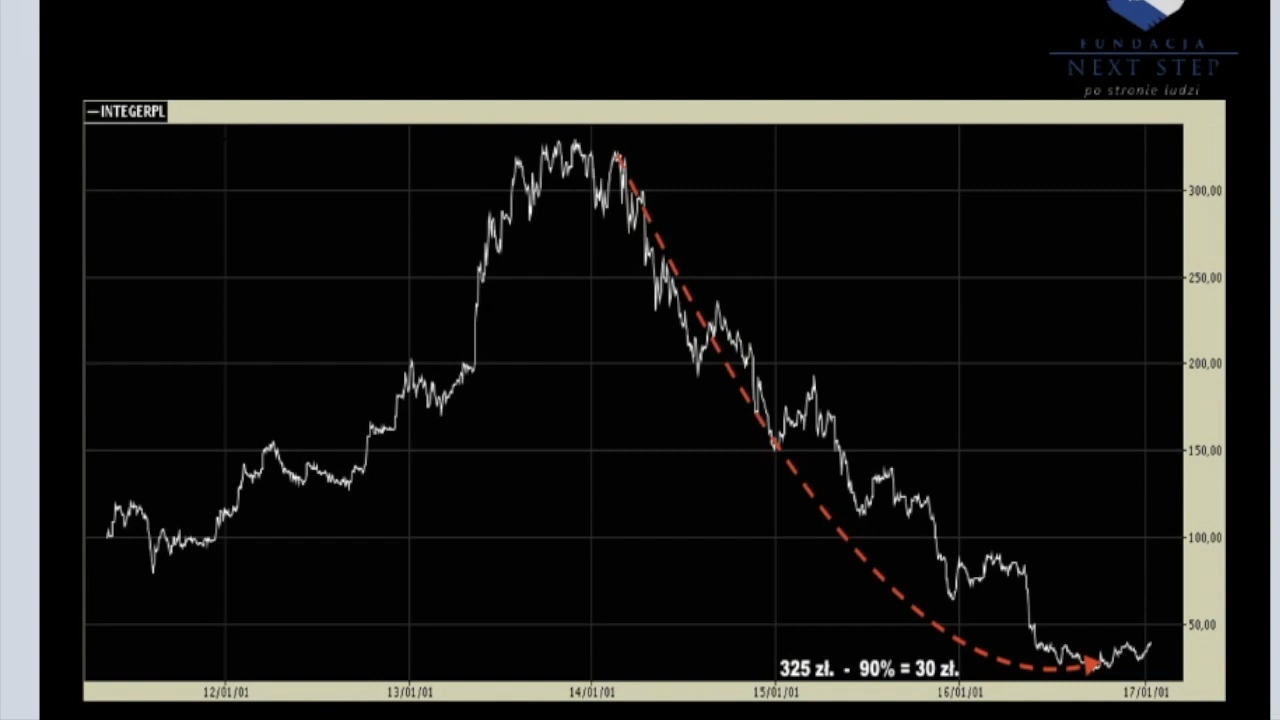 FUNDACJA
NEXT STEP
po stronie ludzi
INTEGERPL
300,00
250,00
200,00
150,00
100,00
50,00
325 zł. - 90% = 30 zł.
12/01/01 13/01/01 14/01/01 15/01/01 16/01/01 17/01/01